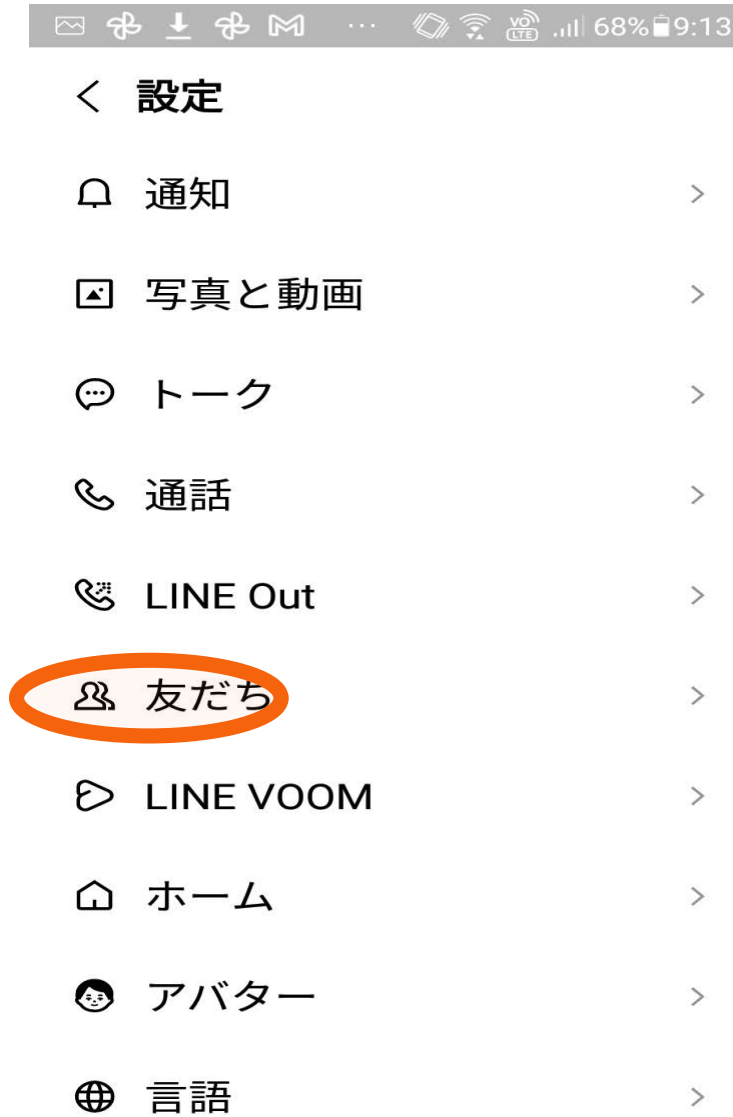 68% 9:13
設定
通知
写真と動画
トーク
通話
LINE Out
友だち
LINE VOOM
ホーム
アバター
言語